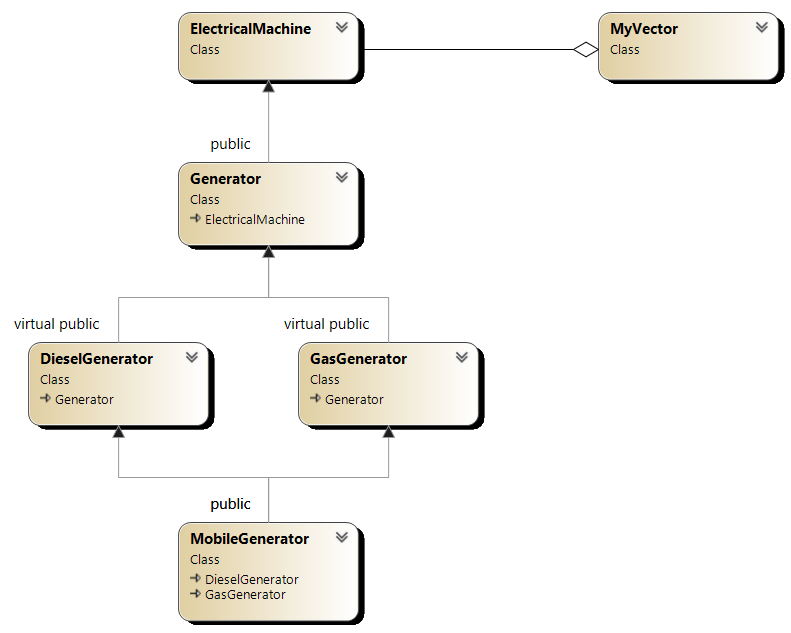 ElectricalMachine
Class
MyVector
Class
public
Generator
Class
ElectricalMachine
virtual public
virtual public
DieselGenerator
Class
Generator
GasGenerator
Class
Generator
public
MobileGenerator
Class
DieselGenerator
GasGenerator